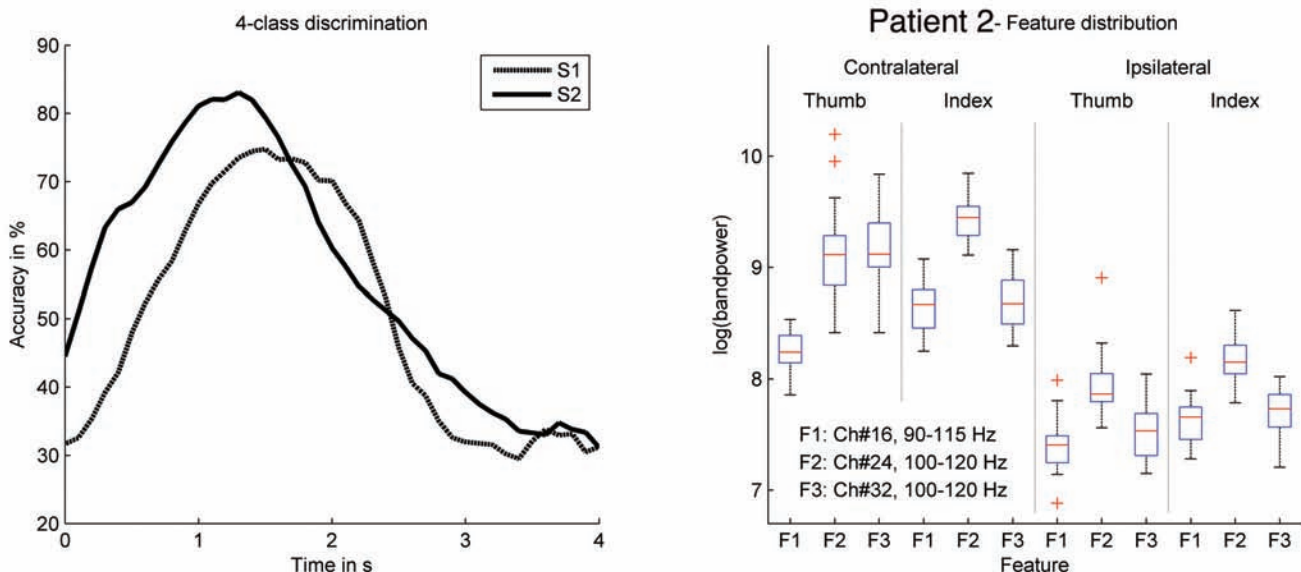 4-class discrimination
Accuracy in %
90
80
70
60
50
40
30
20
S1
S2
0
1
2
3
4
Time in s
Patient 2 - Feature distribution
log(bandpower)
10
9
8
7
Contralateral
Ipsilateral
Thumb
Index
Thumb
Index
F1: Ch#16, 90-115 Hz
F2: Ch#24, 100-120 Hz
F3: Ch#32, 100-120 Hz
F1 F2 F3 F1 F2 F3 F1 F2 F3 F1 F2 F3
Feature